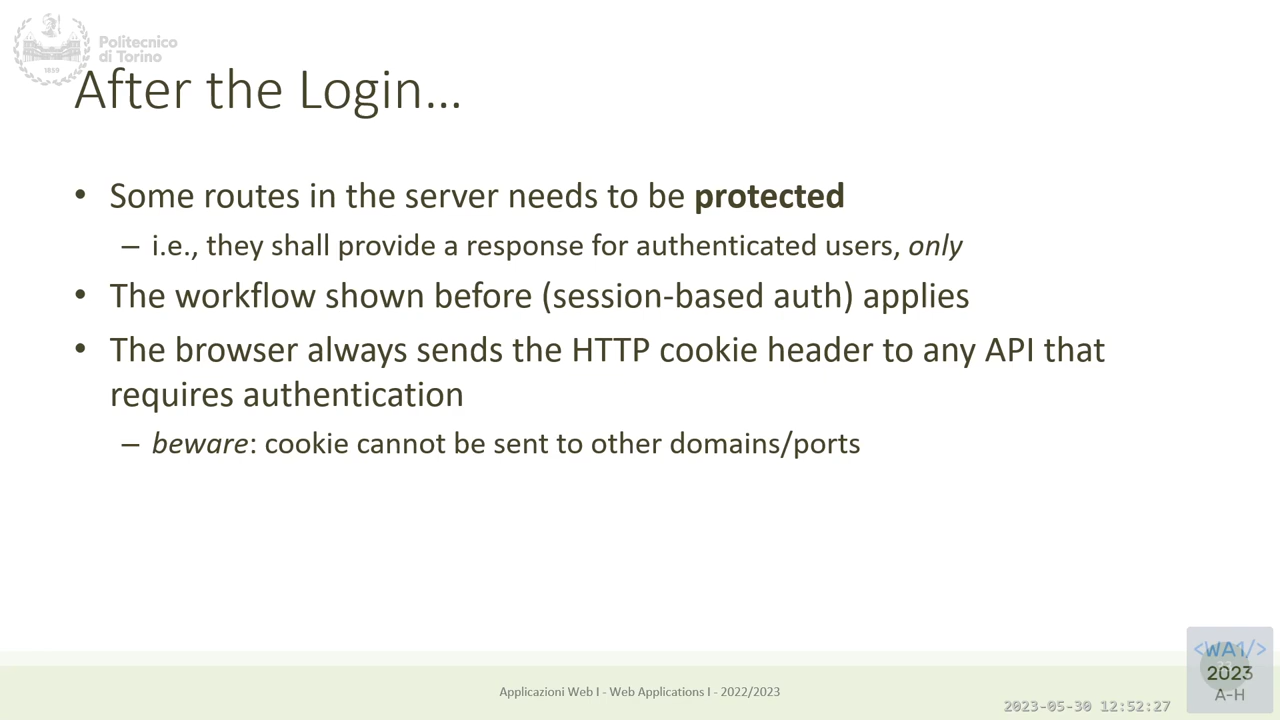 Politecnico
di Torino
1859
After the Login…
• Some routes in the server needs to be protected
– i.e., they shall provide a response for authenticated users, only
• The workflow shown before (session-based auth) applies
• The browser always sends the HTTP cookie header to any API that
requires authentication
– beware: cookie cannot be sent to other domains/ports
Applicazioni Web I - Web Applications I - 2022/2023
2023-05-30 12:52:27
<WA1/>
2023
A-H